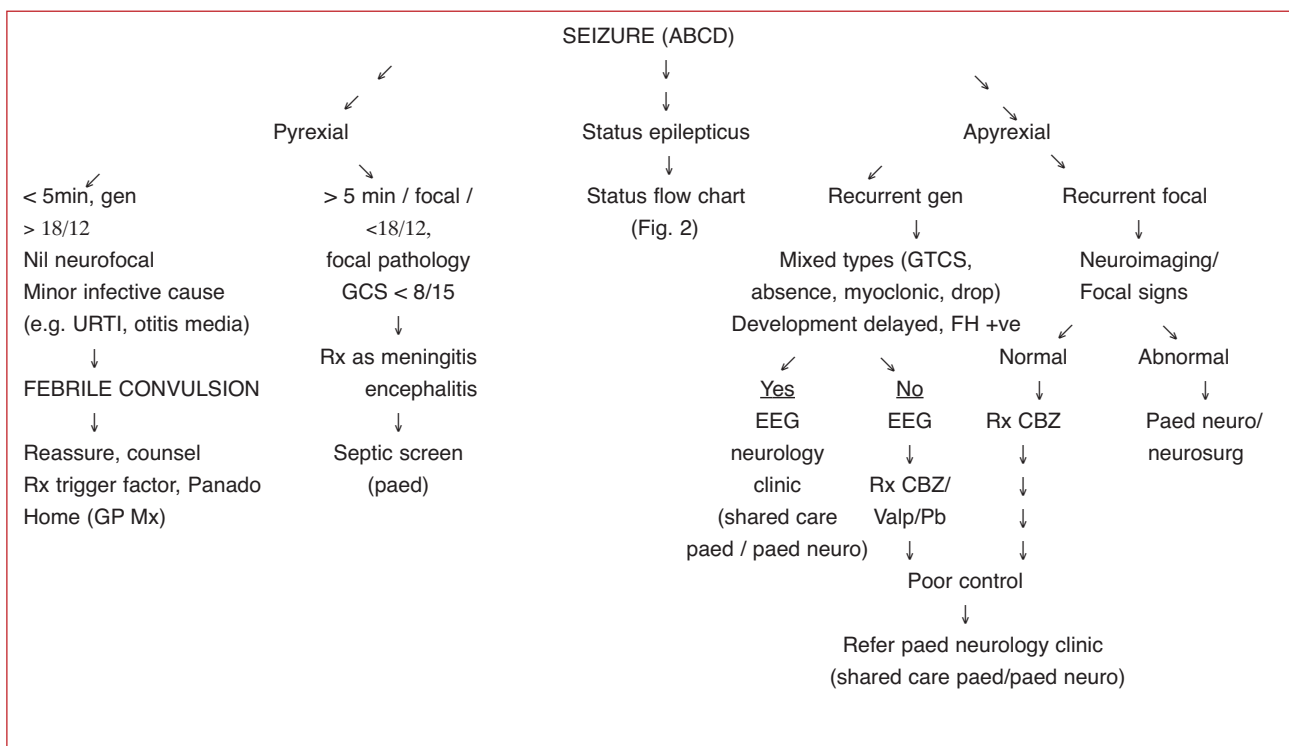 SEIZURE (ABCD)
Pyrexial
Status epilepticus
Apyrexial
< 5min, gen
> 18/12
Nil neurofocal
Minor infective cause
(e.g. URTI, otitis media)
FEBRILE CONVULSION
Reassure, counsel
Rx trigger factor, Panado
Home (GP Mx)
> 5 min / focal /
<18/12,
focal pathology
GCS < 8/15
Rx as meningitis
encephalitis
Septic screen
(paed)
Status flow chart
(Fig. 2)
Recurrent gen
Mixed types (GTCS,
absence, myoclonic, drop)
Development delayed, FH +ve
Yes
EEG
neurology
clinic
(shared care
paed / paed neuro)
No
EEG
Rx CBZ/
Valp/Pb
Recurrent focal
Neuroimaging/
Focal signs
Normal
Rx CBZ
Abnormal
Paed neuro/
neurosurg
Poor control
Refer paed neurology clinic
(shared care paed/paed neuro)